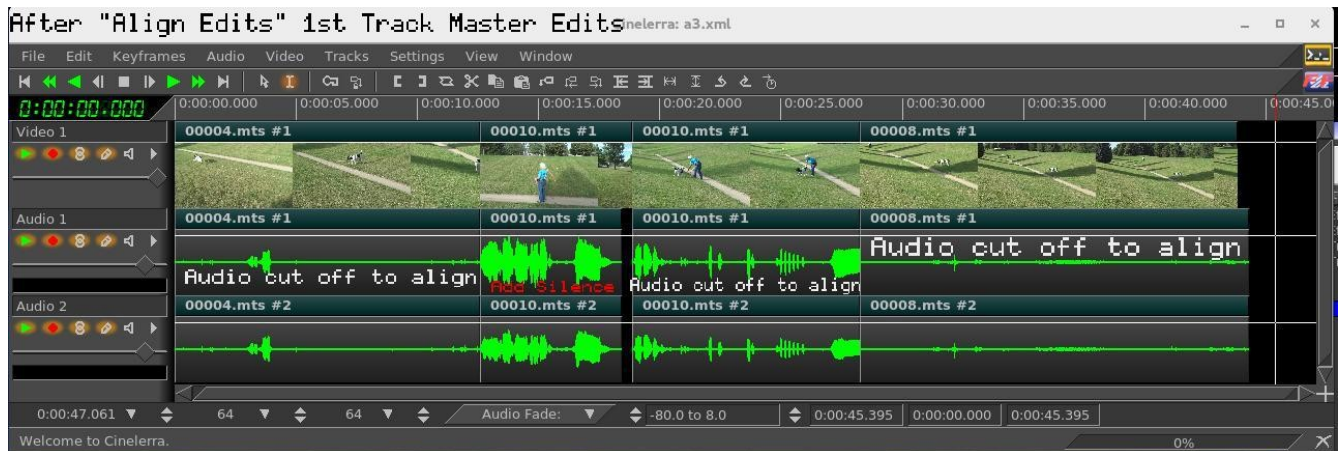 After "Align Edits" 1st Track Master Edits
inelerra: a3.xml
File Edit Keyframes Audio Video Tracks Settings View Window
0:00:00.000
0:00:00.000 0:00:05.000 0:00:10.000 0:00:15.000 0:00:20.000 0:00:25.000 0:00:30.000 0:00:35.000 0:00:40.000 0:00:45.0
Video 1
00004.mts #1 00010.mts #1 00010.mts #1 00008.mts #1
Audio 1
00004.mts #1 00010.mts #1 00010.mts #1 00008.mts #1
Audio cut off to align
Audio cut off to align
Add Silence
Audio cut off to align
Audio 2
00004.mts #2 00010.mts #2 00010.mts #2 00008.mts #2
0:00:47.061 64 64 Audio Fade: -80.0 to 8.0 0:00:45.395 0:00:00.000 0:00:45.395
Welcome to Cinelerra. 0%